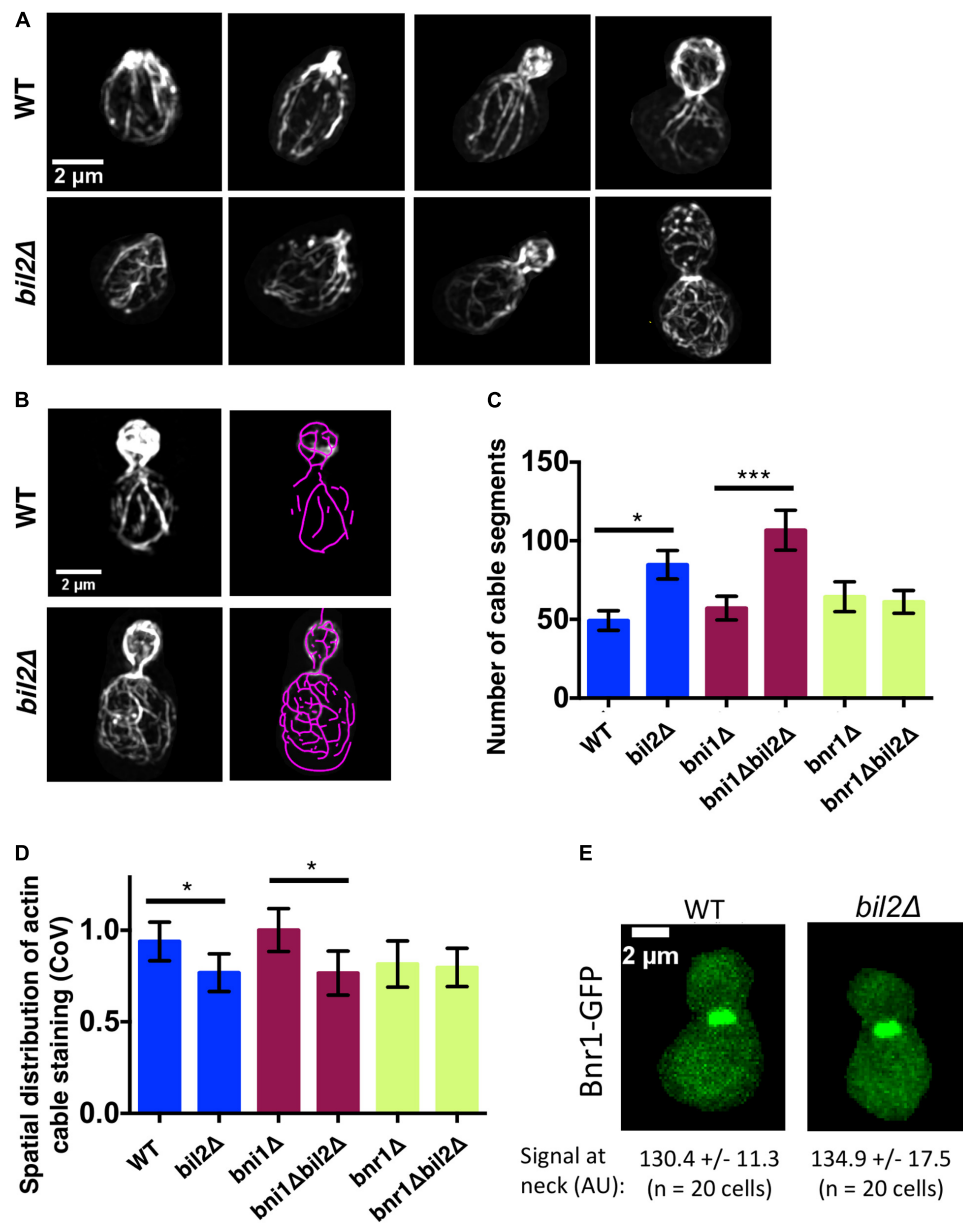 A
WT
2 μm
bil2Δ
B
WT
2 μm
bil2Δ
C
Number of cable segments
150
100
50
0
*
***
WT
bil2Δ
bni1Δ
bni1Δbil2Δ
bnr1Δ
bnr1Δbil2Δ
D
Spatial distribution of actin
cable staining (CoV)
1.0
0.5
0.0
*
*
WT
bil2Δ
bni1Δ
bni1Δbil2Δ
bnr1Δ
bnr1Δbil2Δ
E
WT
bil2Δ
2 μm
Bnr1-GFP
Signal at
neck (AU):
130.4 +/- 11.3
(n = 20 cells)
134.9 +/- 17.5
(n = 20 cells)